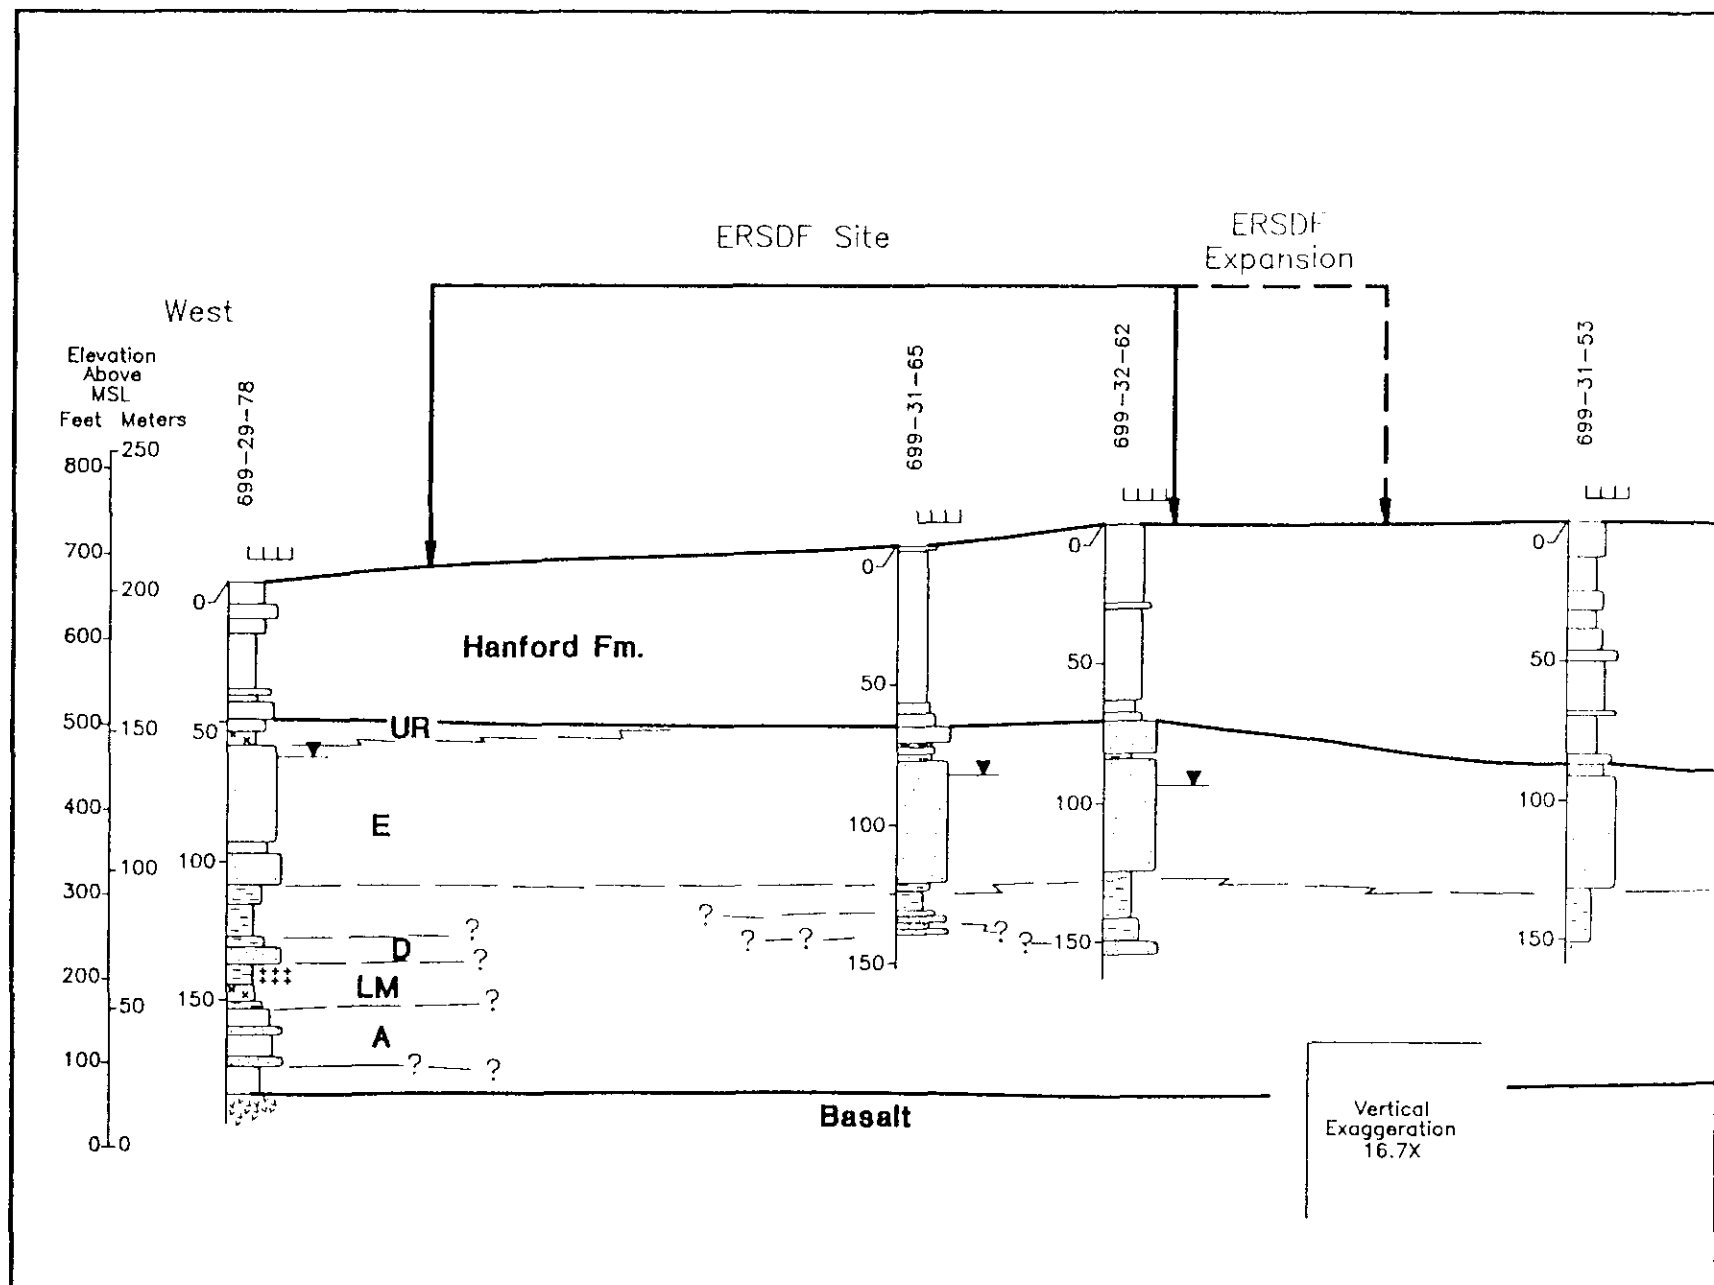 ERSDF Site
ERSDF
Expansion
West
Elevation
Above
MSL
Feet Meters
699-29-78
699-31-65
699-32-62
699-31-53
250
800
700
200
600
500
150
400
100
300
200
50
100
0 0
0
50
100
150
0
50
100
150
0
50
100
150
0
50
100
150
Hanford Fm.
UR
E
? ?
D ? ? ? ? ?
LM
?
A
? ?
Basalt
Vertical
Exaggeration
16.7X